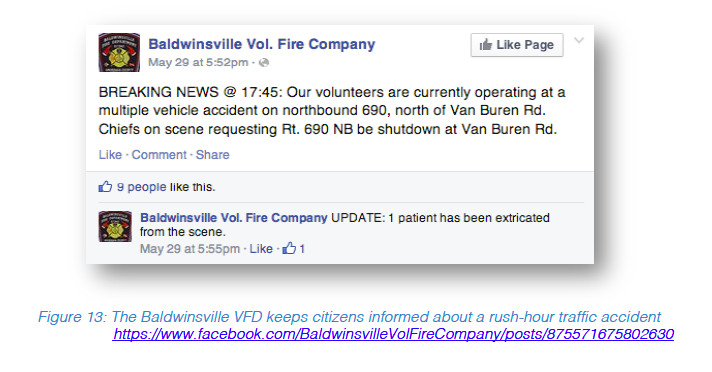 Baldwinsville Vol. Fire Company
Like Page
May 29 at 5:52pm ·
BREAKING NEWS @ 17:45: Our volunteers are currently operating at a
multiple vehicle accident on northbound 690, north of Van Buren Rd.
Chiefs on scene requesting Rt. 690 NB be shutdown at Van Buren Rd.
Like · Comment · Share
9 people like this.
Baldwinsville Vol. Fire Company UPDATE: 1 patient has been extricated
from the scene.
May 29 at 5:55pm · Like · 1
Figure 13: The Baldwinsville VFD keeps citizens informed about a rush-hour traffic accident
https://www.facebook.com/BaldwinsvilleVolFireCompany/posts/875571675802630